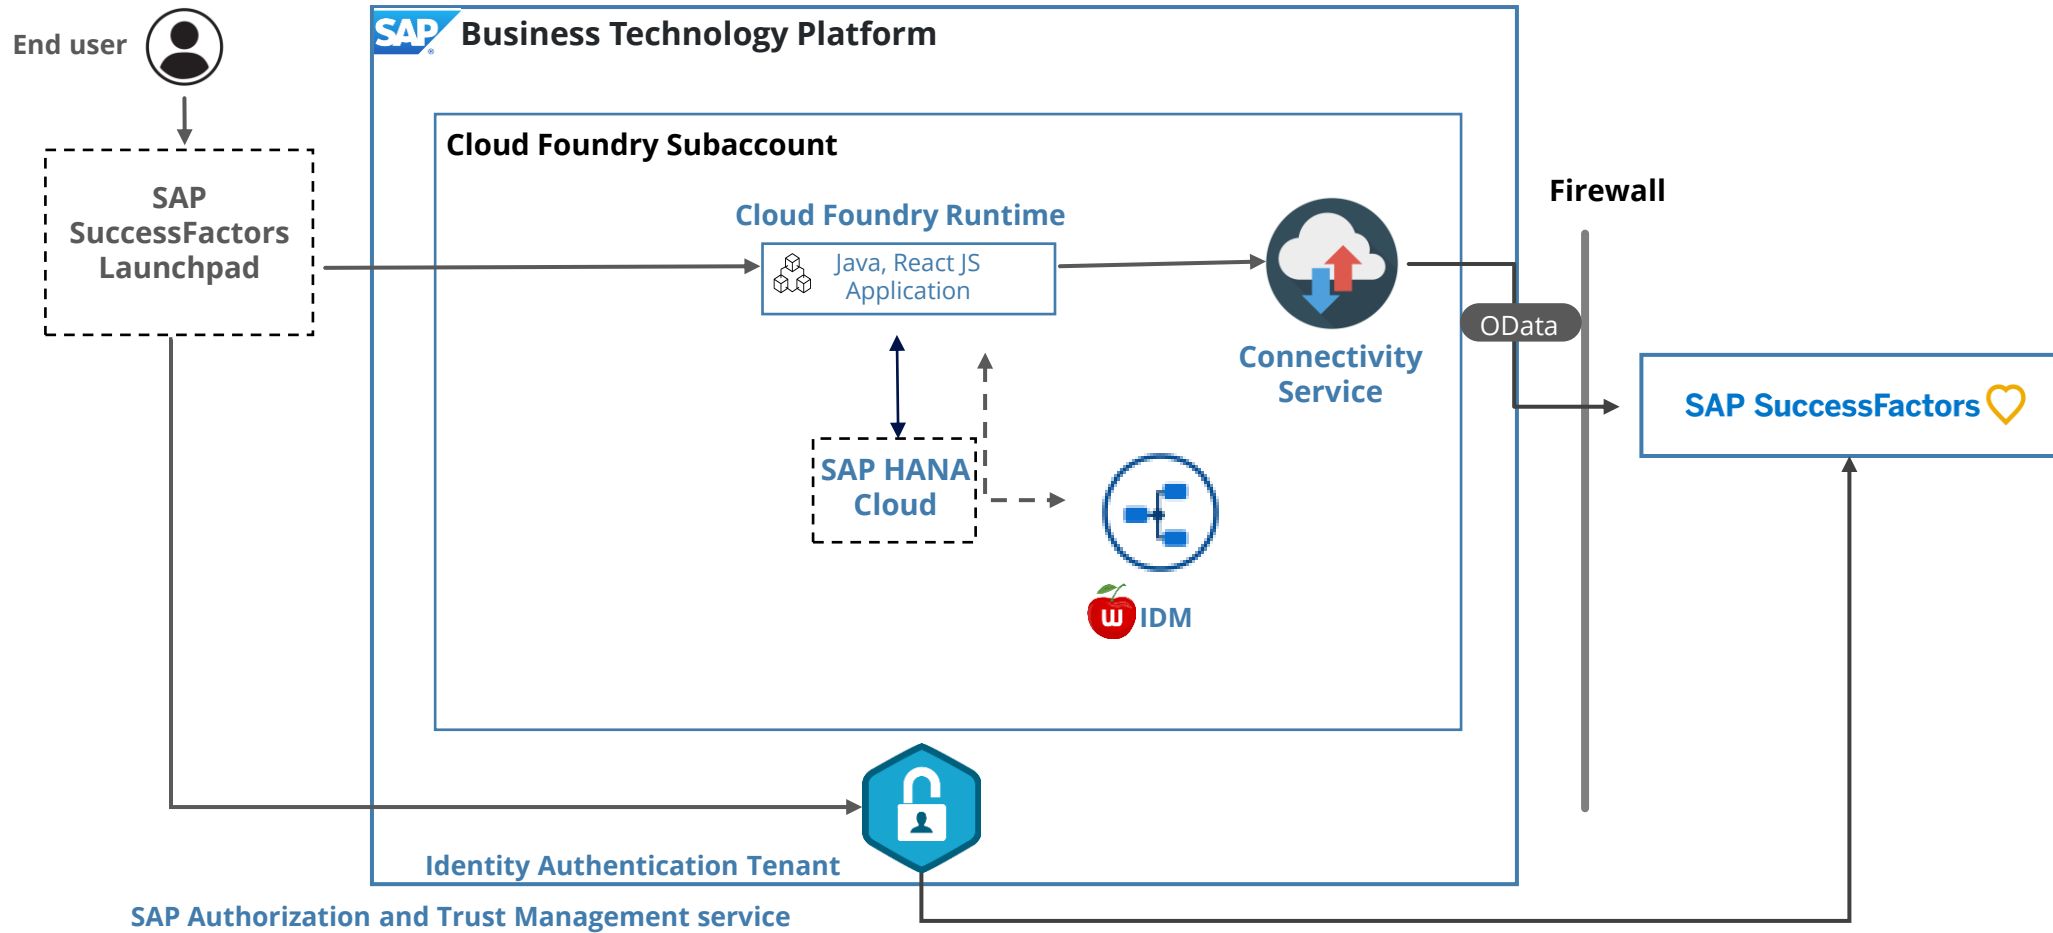 End user
SAP
®
Business Technology Platform
Cloud Foundry Subaccount
SAP
SuccessFactors
Launchpad
Cloud Foundry Runtime
Java, React JS
Application
Firewall
OData
Connectivity
Service
SAP SuccessFactors
SAP HANA
Cloud
w IDM
Identity Authentication Tenant
SAP Authorization and Trust Management service